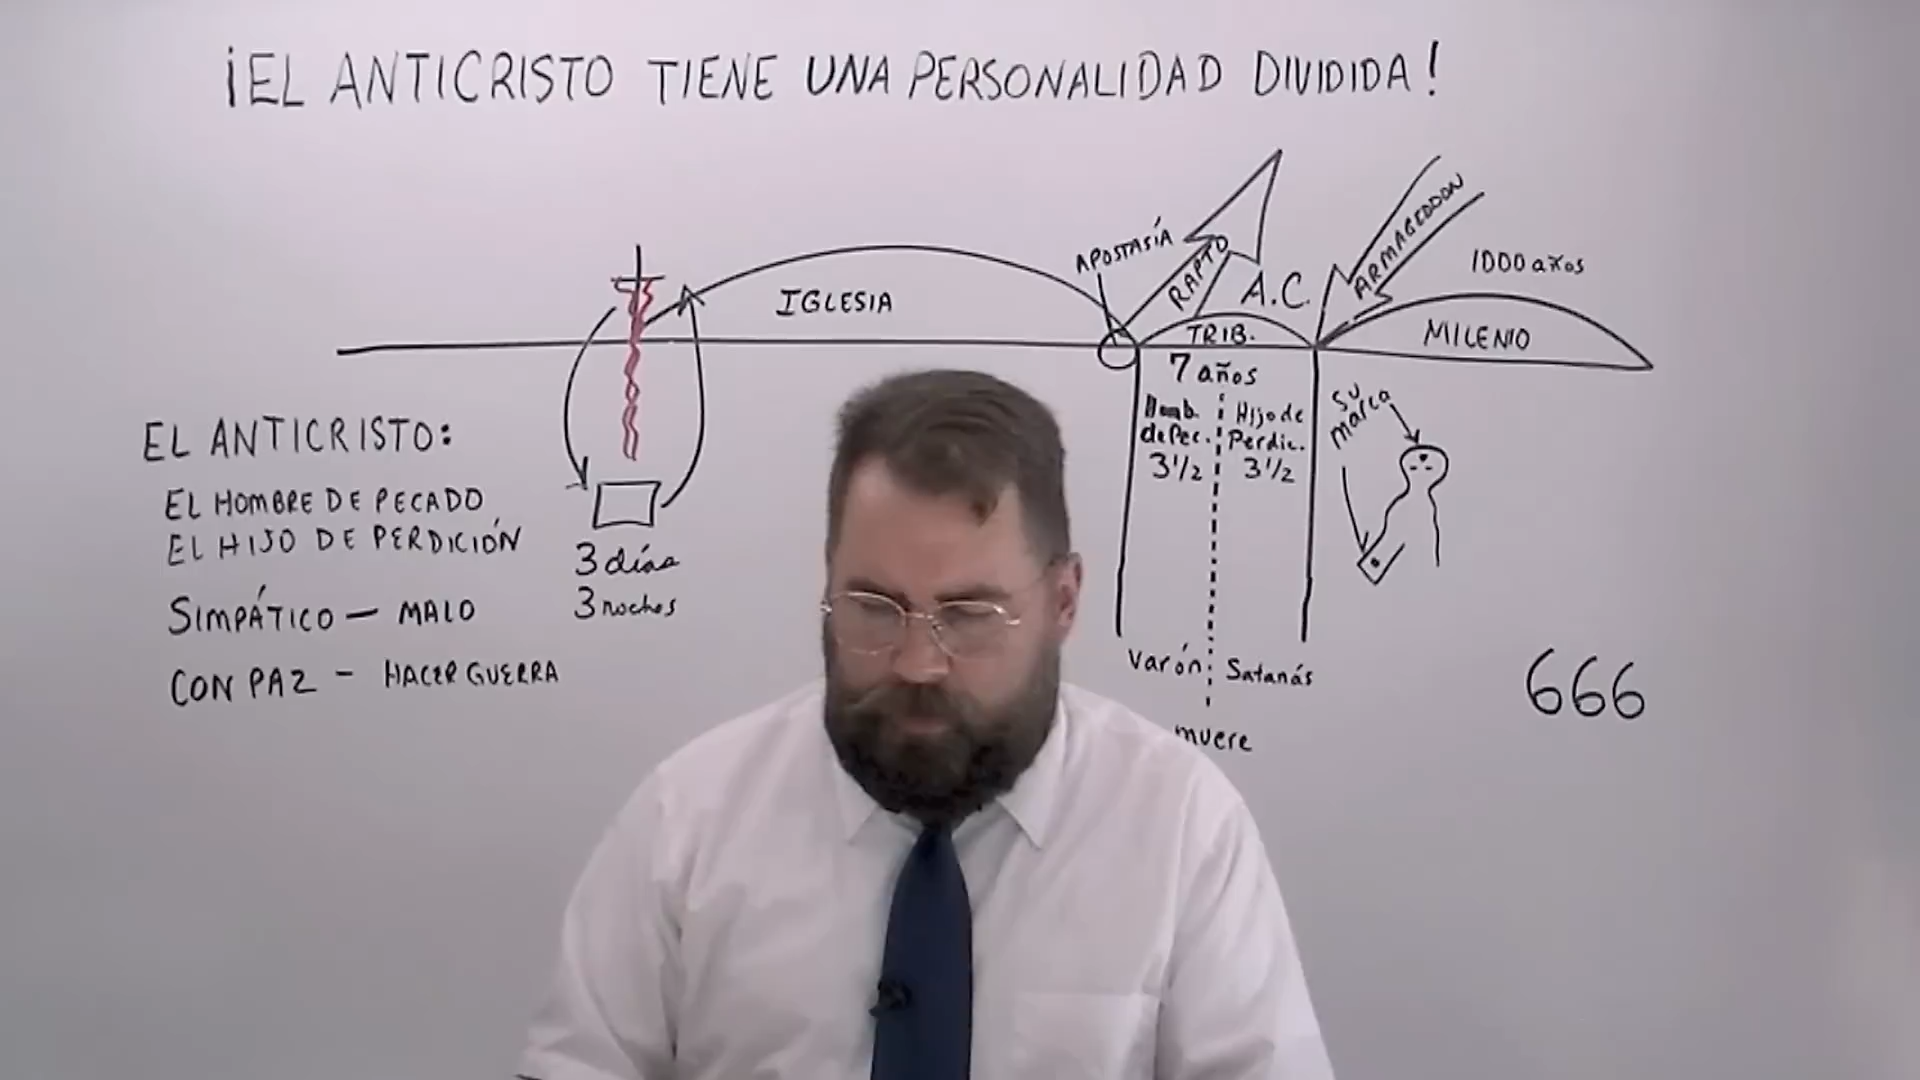 ¡EL ANTICRISTO TIENE UNA PERSONALIDAD DIVIDIDA!
APOSTASÍA
RAPTO
A.C.
ARMAGEDDON
1000 años
IGLESIA
TRIB.
MILENIO
7 años
Homb. de Pec.
3 1/2
Hijo de Perdic.
3 1/2
su marca
EL ANTICRISTO:
EL HOMBRE DE PECADO
EL HIJO DE PERDICIÓN
SIMPÁTICO — MALO
CON PAZ - HACER GUERRA
3 días
3 noches
Varón
Satanás
muere
666